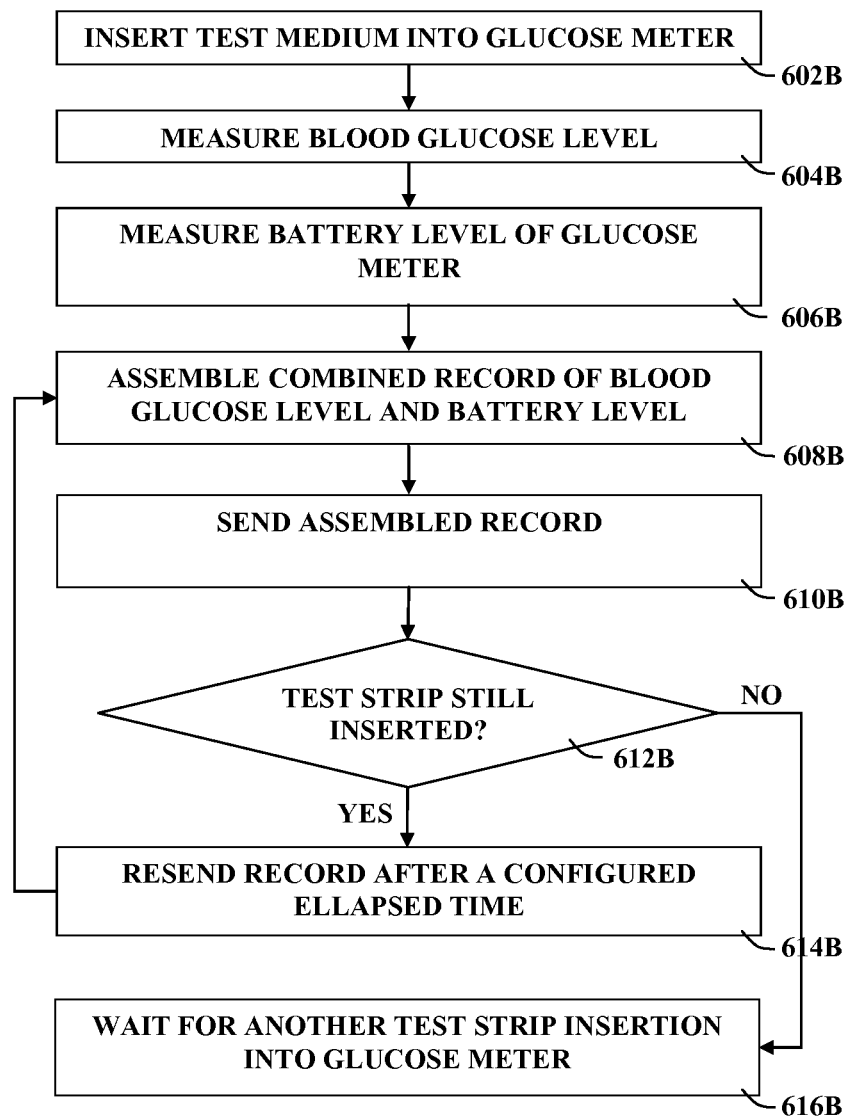 INSERT TEST MEDIUM INTO GLUCOSE METER
602B
MEASURE BLOOD GLUCOSE LEVEL
604B
MEASURE BATTERY LEVEL OF GLUCOSE
METER
606B
ASSEMBLE COMBINED RECORD OF BLOOD
GLUCOSE LEVEL AND BATTERY LEVEL
608B
SEND ASSEMBLED RECORD
610B
TEST STRIP STILL
INSERTED?
NO
612B
YES
RESEND RECORD AFTER A CONFIGURED
ELLAPSED TIME
614B
WAIT FOR ANOTHER TEST STRIP INSERTION
INTO GLUCOSE METER
616B